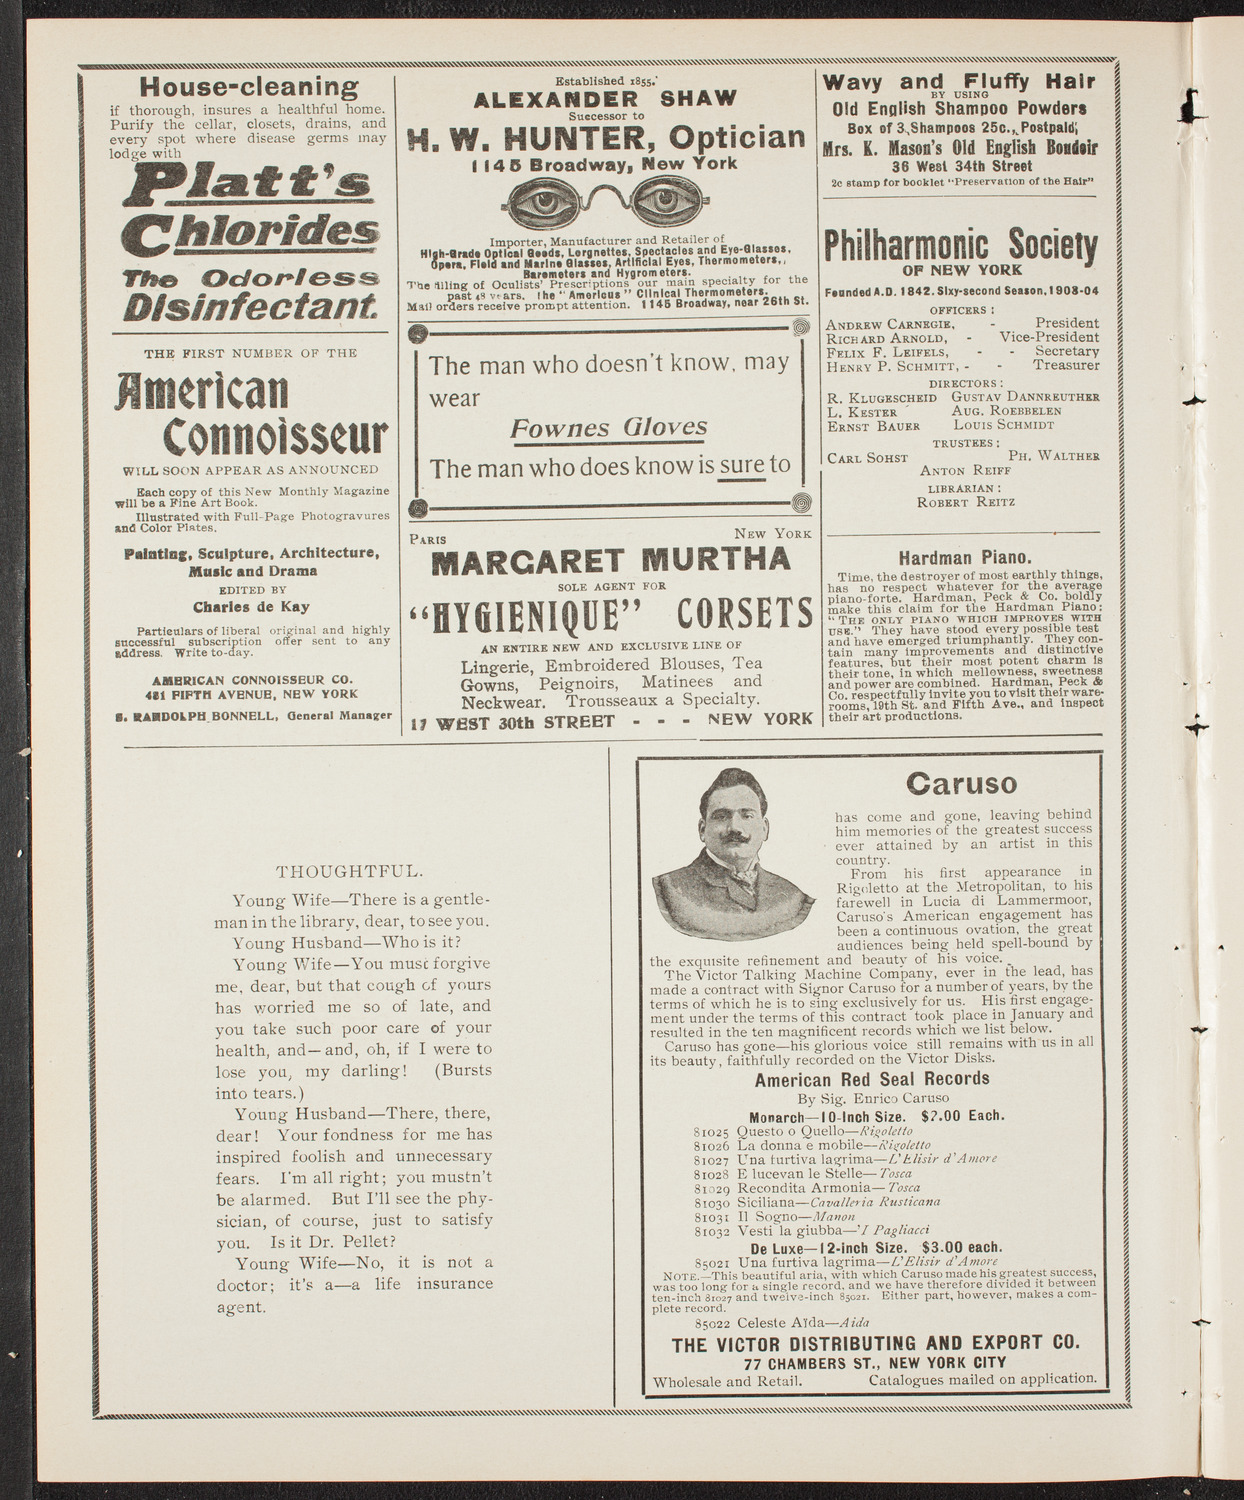 House-cleaning
if thorough, insures a healthful home.
Purify the cellar, closets, drains, and
every spot where disease germs may
lodge with
Platt's
Chlorides
The Odorless
Disinfectant.
THE FIRST NUMBER OF THE
American
Connoisseur
WILL SOON APPEAR AS ANNOUNCED
Each copy of this New Monthly Magazine
will be a Fine Art Book.
Illustrated with Full-Page Photogravures
and Color Plates.
Painting, Sculpture, Architecture,
Music and Drama
EDITED BY
Charles de Kay
Particulars of liberal original and highly
successful subscription offer sent to any
address. Write to-day.
AMERICAN CONNOISSEUR CO.
481 FIFTH AVENUE, NEW YORK
S. RANDOLPH BONNELL, General Manager
Established 1855.
ALEXANDER SHAW
Successor to
H. W. HUNTER, Optician
1145 Broadway, New York
Importer, Manufacturer and Retailer of
High-Grade Optical Goods, Lorgnettes, Spectacles and Eye-Glasses,
Opera, Field and Marine Glasses, Artificial Eyes, Thermometers,
Barometers and Hygrometers.
The filling of Oculists' Prescriptions our main specialty for the
past 48 years. The "Americus" Clinical Thermometers.
Mail orders receive prompt attention. 1145 Broadway, near 26th St.
The man who doesn't know, may
wear
Fownes Gloves
The man who does know is sure to
PARIS NEW YORK
MARGARET MURTHA
SOLE AGENT FOR
"HYGIENIQUE" CORSETS
AN ENTIRE NEW AND EXCLUSIVE LINE OF
Lingerie, Embroidered Blouses, Tea
Gowns, Peignoirs, Matinees and
Neckwear. Trousseaux a Specialty.
17 WEST 30th STREET - - - NEW YORK
Wavy and Fluffy Hair
BY USING
Old English Shampoo Powders
Box of 3 Shampoos 25c., Postpaid,
Mrs. K. Mason's Old English Boudoir
36 West 34th Street
2c stamp for booklet "Preservation of the Hair"
Philharmonic Society
OF NEW YORK
Founded A.D. 1842. Sixty-second Season, 1903-04
OFFICERS:
ANDREW CARNEGIE, - President
RICHARD ARNOLD, - Vice-President
FELIX F. LEIFELS, - - Secretary
HENRY P. SCHMITT, - - Treasurer
DIRECTORS:
R. KLUGESCHEID GUSTAV DANNREUTHER
L. KESTER AUG. ROEBBELEN
ERNST BAUER LOUIS SCHMIDT
TRUSTEES:
CARL SOHST PH. WALTHER
ANTON REIFF
LIBRARIAN:
ROBERT REITZ
Hardman Piano.
Time, the destroyer of most earthly things,
has no respect whatever for the average
piano-forte. Hardman, Peck & Co. boldly
make this claim for the Hardman Piano:
"THE ONLY PIANO WHICH IMPROVES WITH
USE." They have stood every possible test
and have emerged triumphantly. They con-
tain many improvements and distinctive
features, but their most potent charm is
their tone, in which mellowness, sweetness
and power are combined. Hardman, Peck &
Co. respectfully invite you to visit their ware-
rooms, 19th St. and Fifth Ave., and inspect
their art productions.
THOUGHTFUL.
Young Wife—There is a gentle-
man in the library, dear, to see you.
Young Husband—Who is it?
Young Wife—You must forgive
me, dear, but that cough of yours
has worried me so of late, and
you take such poor care of your
health, and—and, oh, if I were to
lose you, my darling! (Bursts
into tears.)
Young Husband—There, there,
dear! Your fondness for me has
inspired foolish and unnecessary
fears. I'm all right; you mustn't
be alarmed. But I'll see the phy-
sician, of course, just to satisfy
you. Is it Dr. Pellet?
Young Wife—No, it is not a
doctor; it's a—a life insurance
agent.
Caruso
has come and gone, leaving behind
him memories of the greatest success
ever attained by an artist in this
country.
From his first appearance in
Rigoletto at the Metropolitan, to his
farewell in Lucia di Lammermoor,
Caruso's American engagement has
been a continuous ovation, the great
audiences being held spell-bound by
the exquisite refinement and beauty of his voice.
The Victor Talking Machine Company, ever in the lead, has
made a contract with Signor Caruso for a number of years, by the
terms of which he is to sing exclusively for us. His first engage-
ment under the terms of this contract took place in January and
resulted in the ten magnificent records which we list below.
Caruso has gone—his glorious voice still remains with us in all
its beauty, faithfully recorded on the Victor Disks.
American Red Seal Records
By Sig. Enrico Caruso
Monarch—10-Inch Size. $2.00 Each.
81025 Questo o Quello—Rigoletto
81026 La donna e mobile—Rigoletto
81027 Una furtiva lagrima—L'Elisir d'Amore
81028 E lucevan le Stelle—Tosca
81029 Recondita Armonia—Tosca
81030 Siciliana—Cavalleria Rusticana
81031 Il Sogno—Manon
81032 Vesti la giubba—'I Pagliacci
De Luxe—12-inch Size. $3.00 each.
85021 Una furtiva lagrima—L'Elisir d'Amore
NOTE.—This beautiful aria, with which Caruso made his greatest success,
was too long for a single record, and we have therefore divided it between
ten-inch 81027 and twelve-inch 85021. Either part, however, makes a com-
plete record.
85022 Celeste Aïda—Aida
THE VICTOR DISTRIBUTING AND EXPORT CO.
77 CHAMBERS ST., NEW YORK CITY
Wholesale and Retail. Catalogues mailed on application.